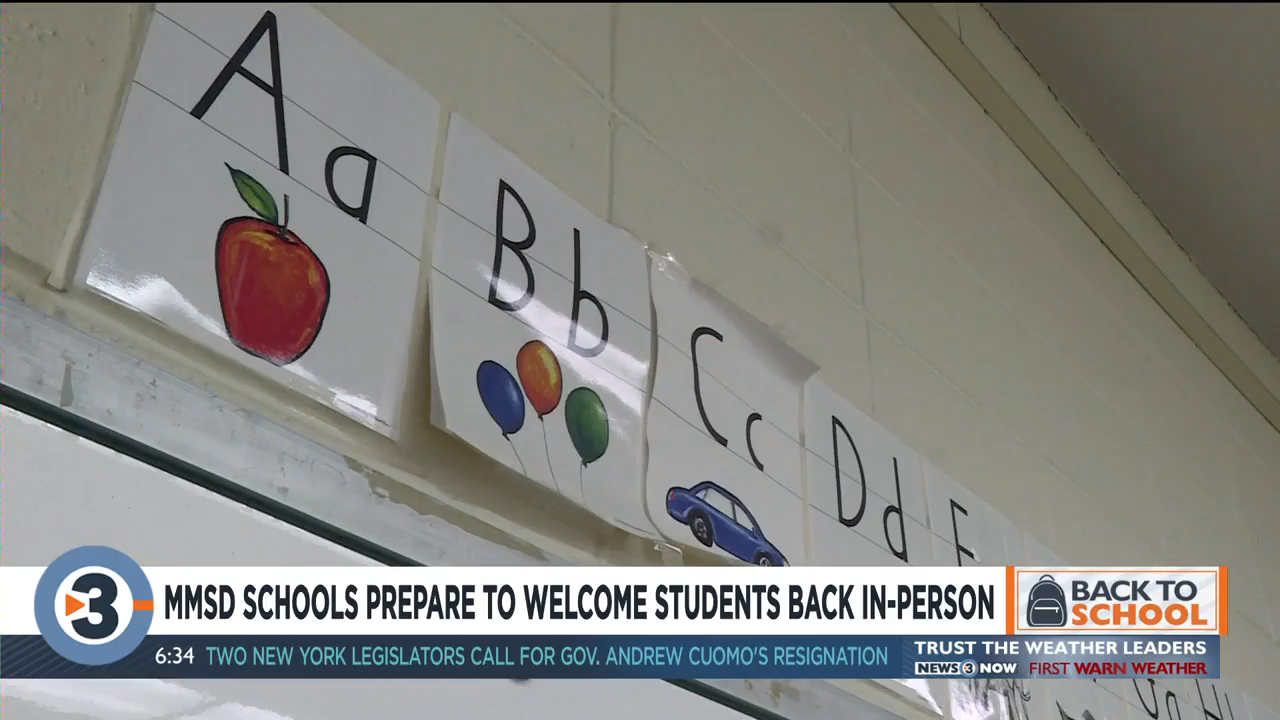 Aa
Bb
Cc
Dd
E
MMSD SCHOOLS PREPARE TO WELCOME STUDENTS BACK IN-PERSON
BACK TO
SCHOOL
3
6:34 TWO NEW YORK LEGISLATORS CALL FOR GOV. ANDREW CUOMO'S RESIGNATION
TRUST THE WEATHER LEADERS
NEWS 3 NOW FIRST WARN WEATHER